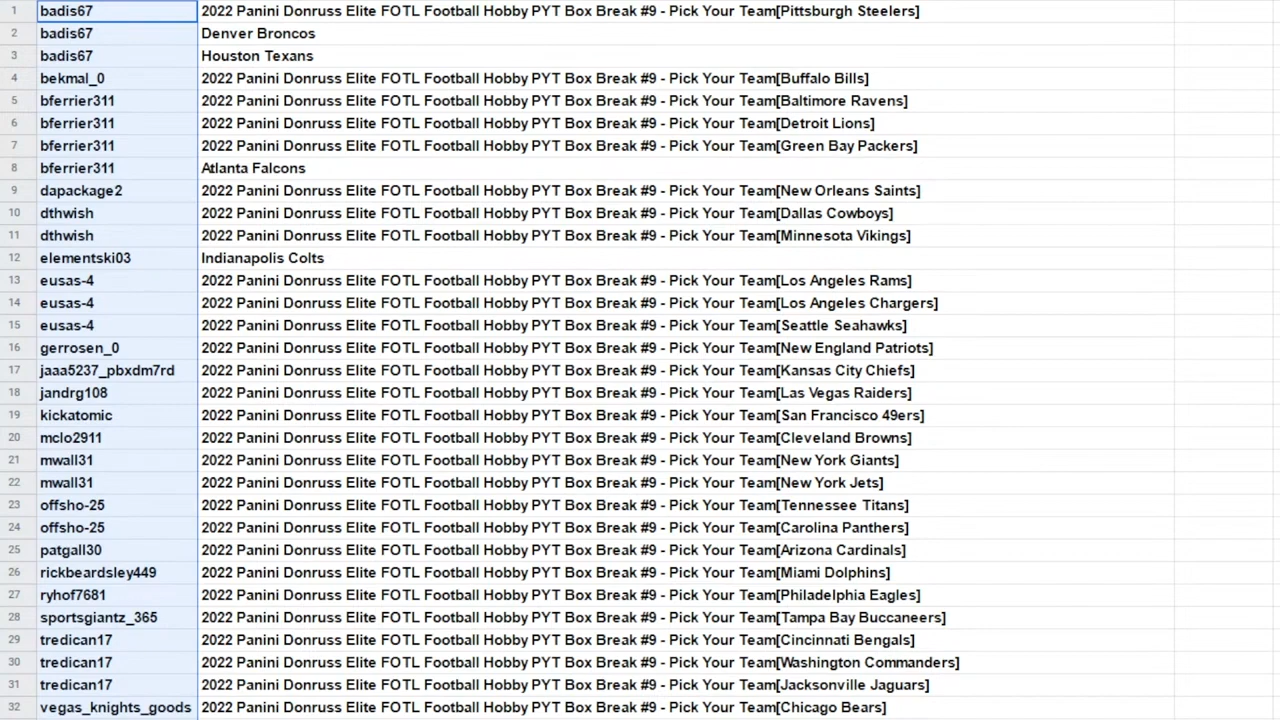 1 badis67 2022 Panini Donruss Elite FOTL Football Hobby PYT Box Break #9 - Pick Your Team[Pittsburgh Steelers]
2 badis67 Denver Broncos
3 badis67 Houston Texans
4 bekmal_0 2022 Panini Donruss Elite FOTL Football Hobby PYT Box Break #9 - Pick Your Team[Buffalo Bills]
5 bferrier311 2022 Panini Donruss Elite FOTL Football Hobby PYT Box Break #9 - Pick Your Team[Baltimore Ravens]
6 bferrier311 2022 Panini Donruss Elite FOTL Football Hobby PYT Box Break #9 - Pick Your Team[Detroit Lions]
7 bferrier311 2022 Panini Donruss Elite FOTL Football Hobby PYT Box Break #9 - Pick Your Team[Green Bay Packers]
8 bferrier311 Atlanta Falcons
9 dapackage2 2022 Panini Donruss Elite FOTL Football Hobby PYT Box Break #9 - Pick Your Team[New Orleans Saints]
10 dthwish 2022 Panini Donruss Elite FOTL Football Hobby PYT Box Break #9 - Pick Your Team[Dallas Cowboys]
11 dthwish 2022 Panini Donruss Elite FOTL Football Hobby PYT Box Break #9 - Pick Your Team[Minnesota Vikings]
12 elementski03 Indianapolis Colts
13 eusas-4 2022 Panini Donruss Elite FOTL Football Hobby PYT Box Break #9 - Pick Your Team[Los Angeles Rams]
14 eusas-4 2022 Panini Donruss Elite FOTL Football Hobby PYT Box Break #9 - Pick Your Team[Los Angeles Chargers]
15 eusas-4 2022 Panini Donruss Elite FOTL Football Hobby PYT Box Break #9 - Pick Your Team[Seattle Seahawks]
16 gerrosen_0 2022 Panini Donruss Elite FOTL Football Hobby PYT Box Break #9 - Pick Your Team[New England Patriots]
17 jaaa5237_pbxdm7rd 2022 Panini Donruss Elite FOTL Football Hobby PYT Box Break #9 - Pick Your Team[Kansas City Chiefs]
18 jandrg108 2022 Panini Donruss Elite FOTL Football Hobby PYT Box Break #9 - Pick Your Team[Las Vegas Raiders]
19 kickatomic 2022 Panini Donruss Elite FOTL Football Hobby PYT Box Break #9 - Pick Your Team[San Francisco 49ers]
20 mclo2911 2022 Panini Donruss Elite FOTL Football Hobby PYT Box Break #9 - Pick Your Team[Cleveland Browns]
21 mwall31 2022 Panini Donruss Elite FOTL Football Hobby PYT Box Break #9 - Pick Your Team[New York Giants]
22 mwall31 2022 Panini Donruss Elite FOTL Football Hobby PYT Box Break #9 - Pick Your Team[New York Jets]
23 offsho-25 2022 Panini Donruss Elite FOTL Football Hobby PYT Box Break #9 - Pick Your Team[Tennessee Titans]
24 offsho-25 2022 Panini Donruss Elite FOTL Football Hobby PYT Box Break #9 - Pick Your Team[Carolina Panthers]
25 patgall30 2022 Panini Donruss Elite FOTL Football Hobby PYT Box Break #9 - Pick Your Team[Arizona Cardinals]
26 rickbeardsley449 2022 Panini Donruss Elite FOTL Football Hobby PYT Box Break #9 - Pick Your Team[Miami Dolphins]
27 ryhof7681 2022 Panini Donruss Elite FOTL Football Hobby PYT Box Break #9 - Pick Your Team[Philadelphia Eagles]
28 sportsgiantz_365 2022 Panini Donruss Elite FOTL Football Hobby PYT Box Break #9 - Pick Your Team[Tampa Bay Buccaneers]
29 tredican17 2022 Panini Donruss Elite FOTL Football Hobby PYT Box Break #9 - Pick Your Team[Cincinnati Bengals]
30 tredican17 2022 Panini Donruss Elite FOTL Football Hobby PYT Box Break #9 - Pick Your Team[Washington Commanders]
31 tredican17 2022 Panini Donruss Elite FOTL Football Hobby PYT Box Break #9 - Pick Your Team[Jacksonville Jaguars]
32 vegas_knights_goods 2022 Panini Donruss Elite FOTL Football Hobby PYT Box Break #9 - Pick Your Team[Chicago Bears]